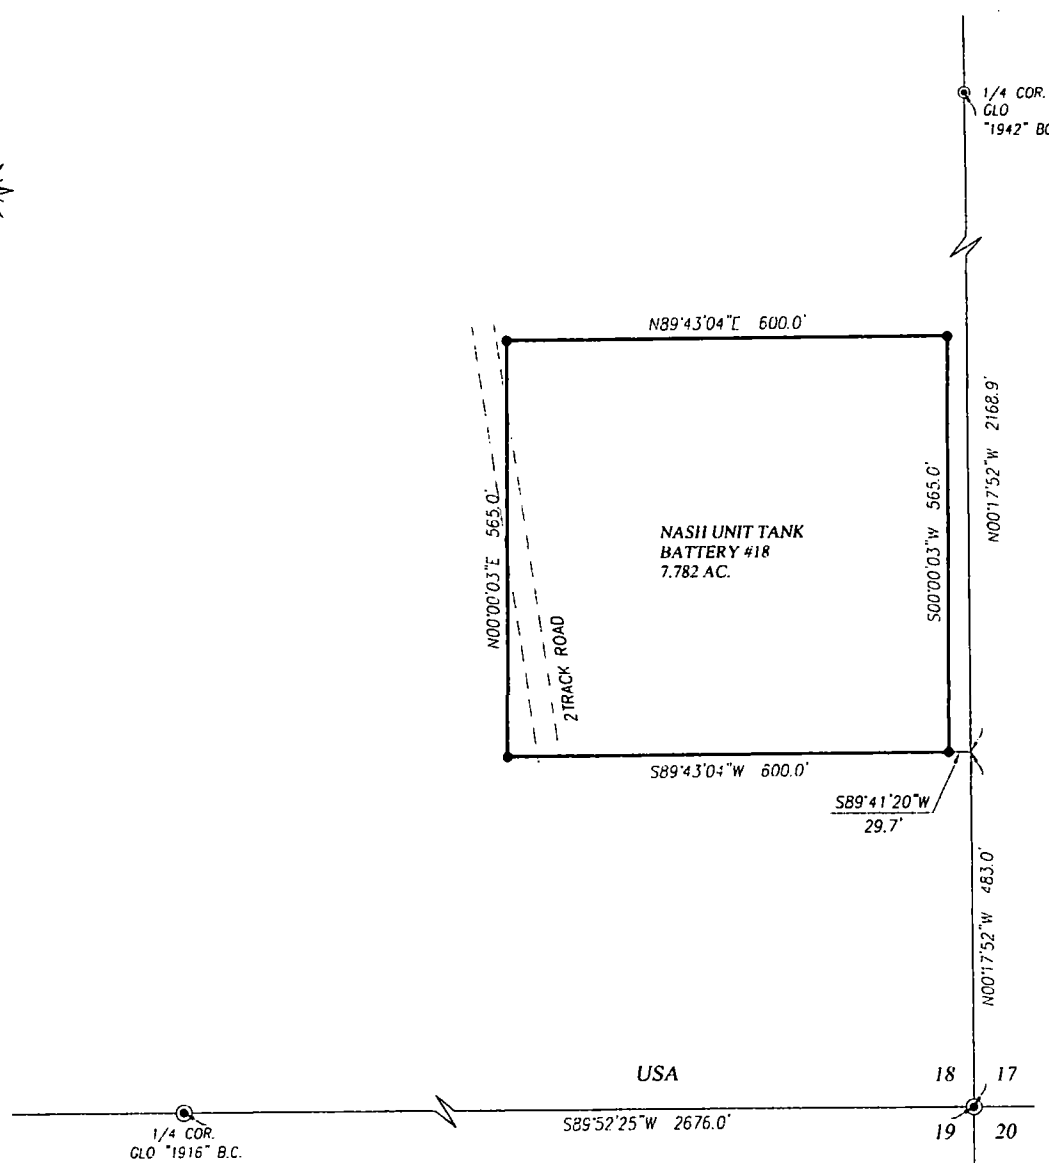 1/4 COR.
GLO
"1942" BC
N89°43'04"E 600.0'
N00°17'52"W 2168.9'
N00°00'03"E 565.0'
S00°00'03"W 565.0'
NASH UNIT TANK
BATTERY #18
7.782 AC.
2TRACK ROAD
S89°43'04"W 600.0'
S89°41'20"W
29.7'
N00°17'52"W 483.0'
USA
18 17
S89°52'25"W 2676.0'
19 20
1/4 COR.
GLO "1916" B.C.